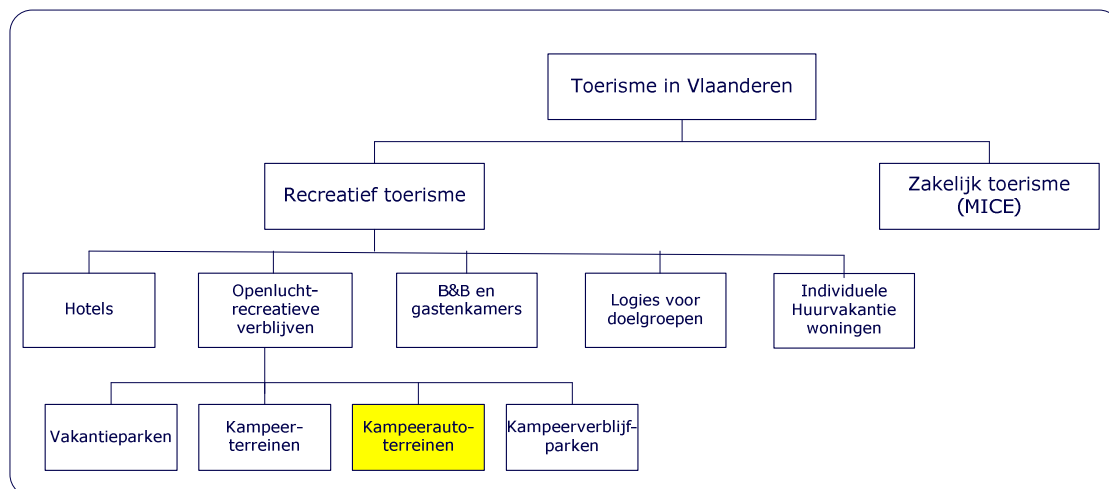 Toerisme in Vlaanderen
Recreatief toerisme
Zakelijk toerisme
(MICE)
Hotels
Openlucht-
recreatieve
verblijven
B&B en
gastenkamers
Logies voor
doelgroepen
Individuele
Huurvakantie
woningen
Vakantieparken
Kampeer-
terreinen
Kampeerauto-
terreinen
Kampeerverblijf-
parken